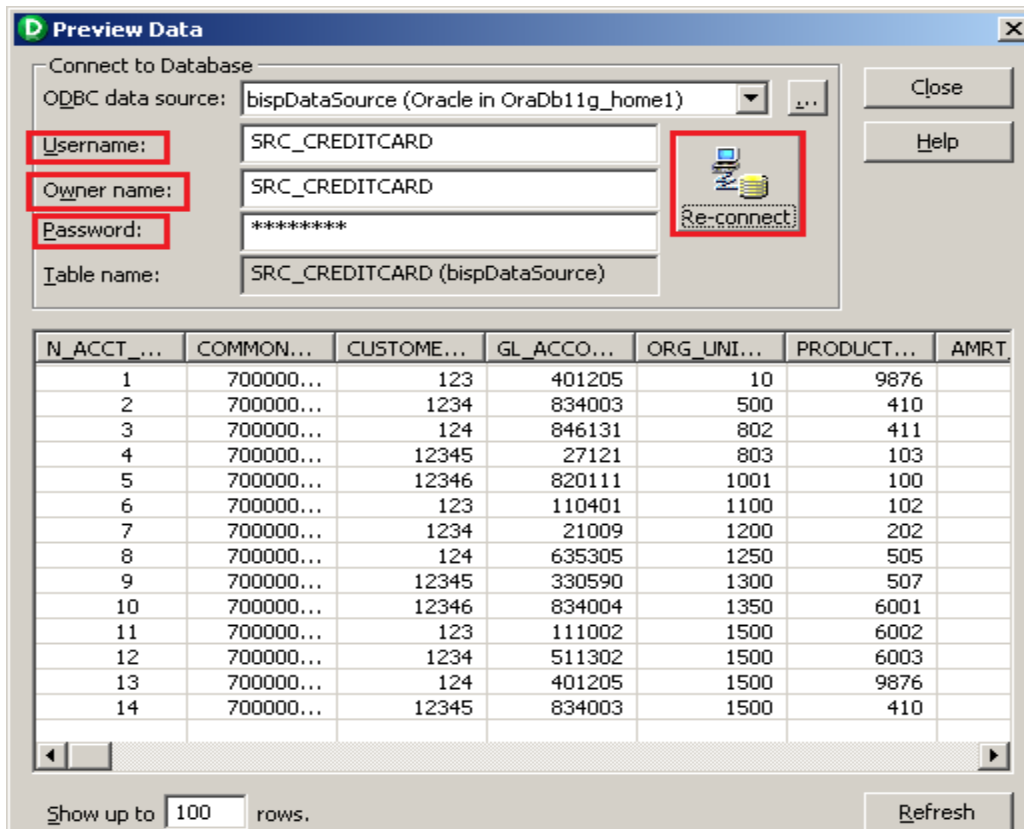 Preview Data
Connect to Database
ODBC data source: bispDataSource (Oracle in OraDb11g_home1) ...
Close
Username: SRC_CREDITCARD
Help
Owner name: SRC_CREDITCARD
Re-connect
Password: ********
Table name: SRC_CREDITCARD (bispDataSource)
N_ACCT_... COMMON... CUSTOME... GL_ACCO... ORG_UNI... PRODUCT... AMRT
1 700000... 123 401205 10 9876
2 700000... 1234 834003 500 410
3 700000... 124 846131 802 411
4 700000... 12345 27121 803 103
5 700000... 12346 820111 1001 100
6 700000... 123 110401 1100 102
7 700000... 1234 21009 1200 202
8 700000... 124 635305 1250 505
9 700000... 12345 330590 1300 507
10 700000... 12346 834004 1350 6001
11 700000... 123 111002 1500 6002
12 700000... 1234 511302 1500 6003
13 700000... 124 401205 1500 9876
14 700000... 12345 834003 1500 410
Show up to 100 rows.
Refresh